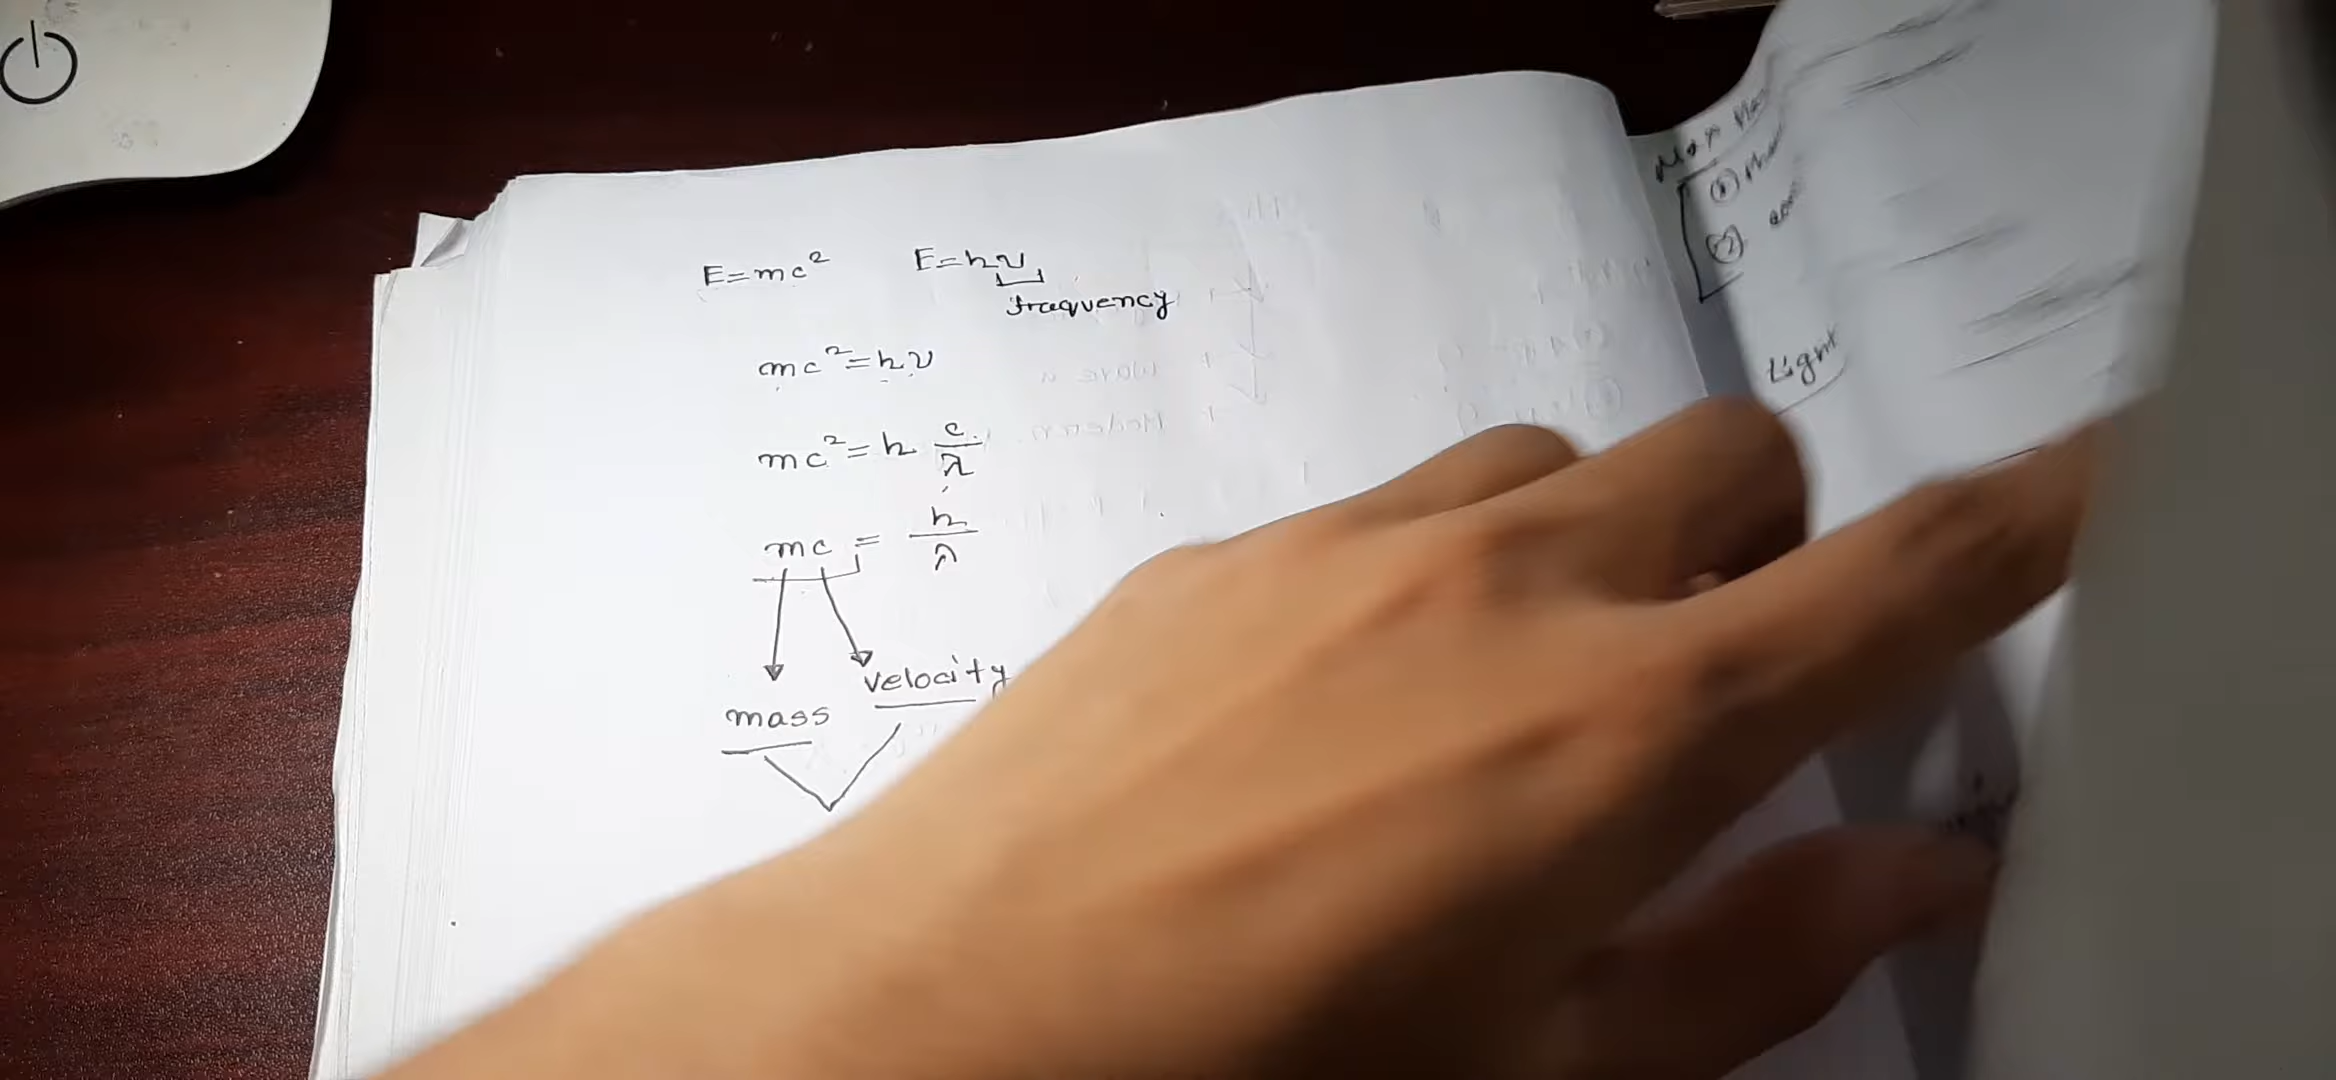 E=mc² E=hν
frequency
mc²=hν
mc²=h c/λ
mc = h/λ
velocity
mass
Light